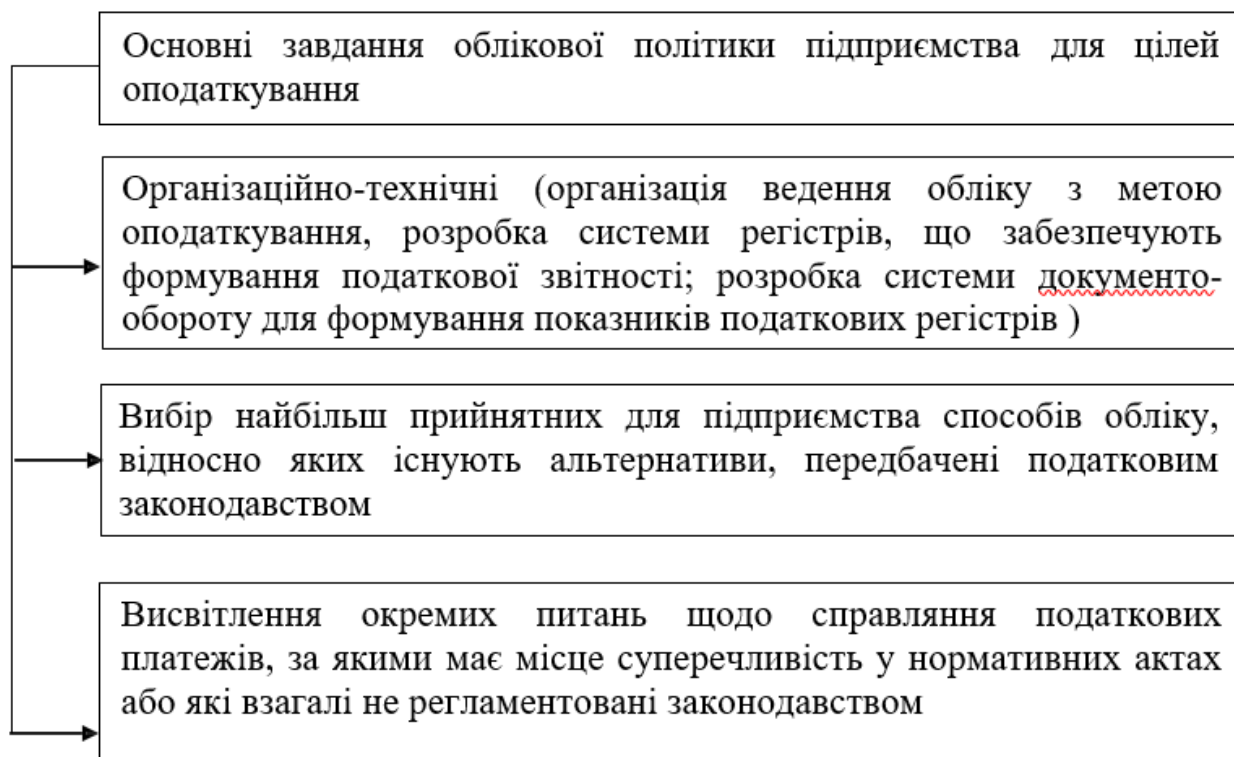 Основні завдання облікової політики підприємства для цілей
оподаткування
Організаційно-технічні (організація ведення обліку з метою
оподаткування, розробка системи регістрів, що забезпечують
формування податкової звітності; розробка системи документо-
обороту для формування показників податкових регістрів )
Вибір найбільш прийнятних для підприємства способів обліку,
відносно яких існують альтернативи, передбачені податковим
законодавством
Висвітлення окремих питань щодо справляння податкових
платежів, за якими має місце суперечливість у нормативних актах
або які взагалі не регламентовані законодавством